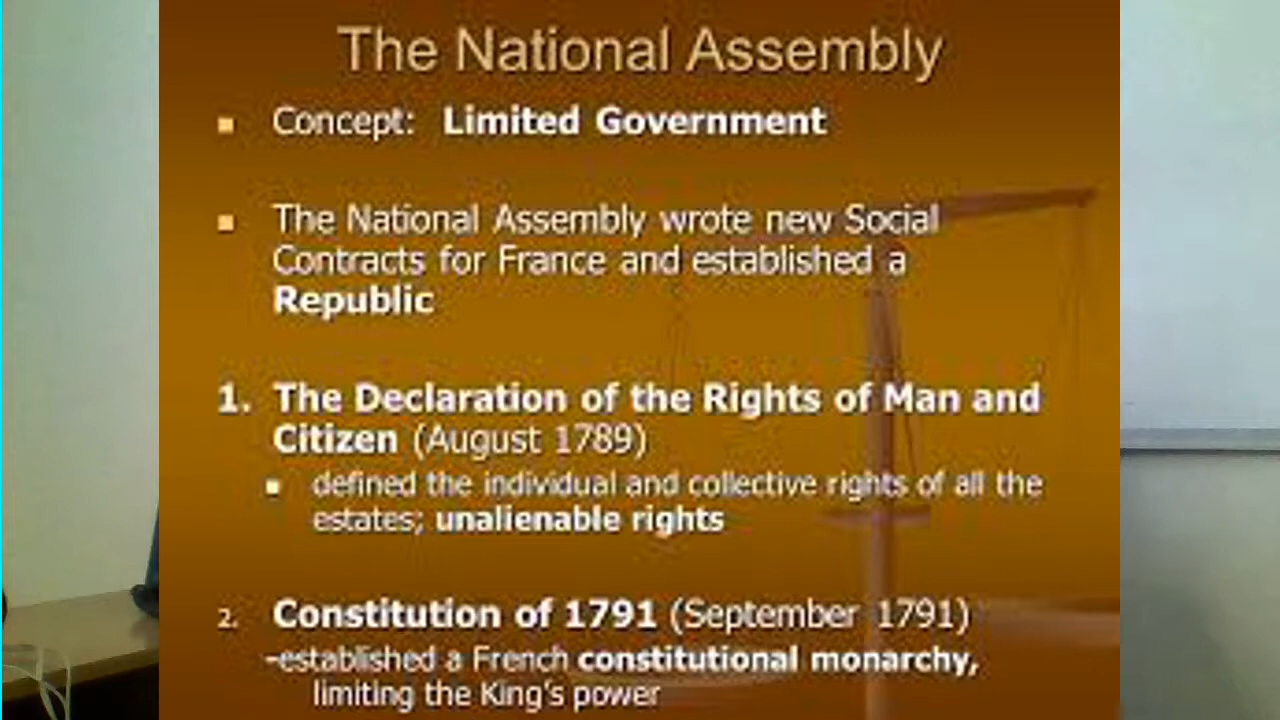 The National Assembly
Concept: Limited Government
The National Assembly wrote new Social
Contracts for France and established a
Republic
1. The Declaration of the Rights of Man and
Citizen (August 1789)
defined the individual and collective rights of all the
estates; unalienable rights
2. Constitution of 1791 (September 1791)
-established a French constitutional monarchy,
limiting the King's power